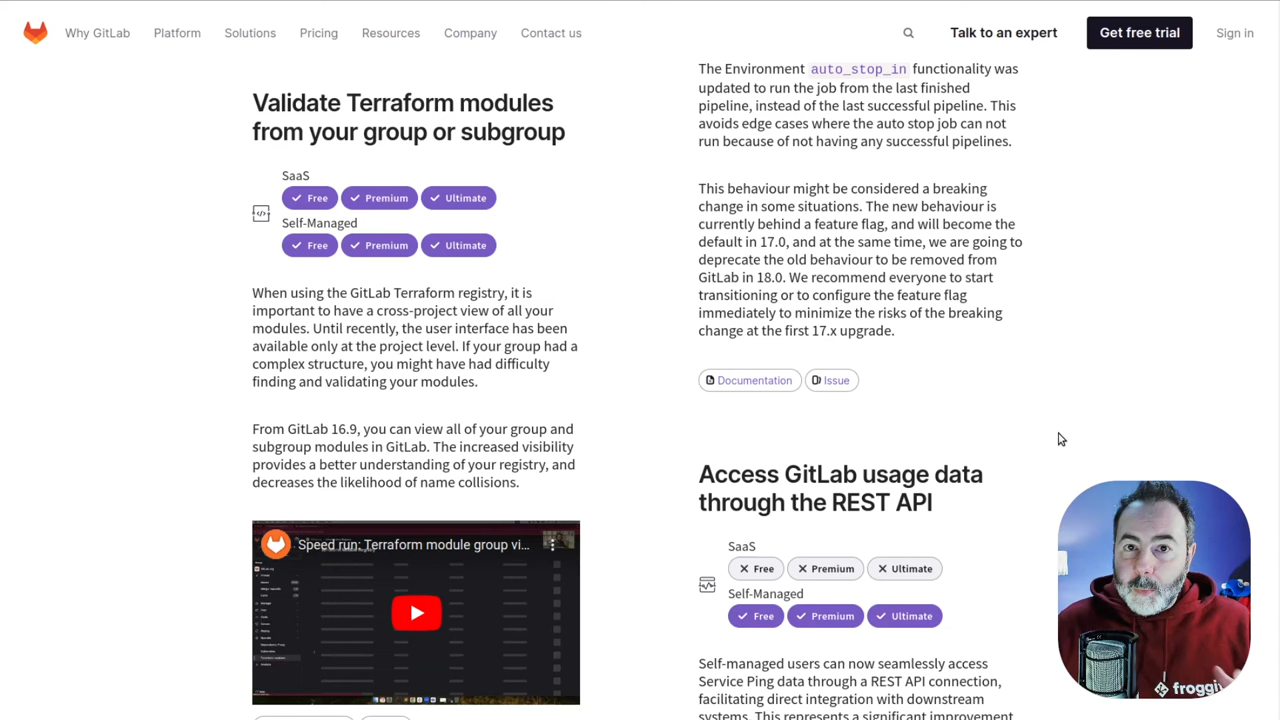 Why GitLab
Platform
Solutions
Pricing
Resources
Company
Contact us
Talk to an expert
Get free trial
Sign in
Validate Terraform modules
from your group or subgroup
SaaS
Free
Premium
Ultimate
Self-Managed
Free
Premium
Ultimate
When using the GitLab Terraform registry, it is
important to have a cross-project view of all your
modules. Until recently, the user interface has been
available only at the project level. If your group had a
complex structure, you might have had difficulty
finding and validating your modules.
From GitLab 16.9, you can view all of your group and
subgroup modules in GitLab. The increased visibility
provides a better understanding of your registry, and
decreases the likelihood of name collisions.
Speed run: Terraform module group vi...
The Environment auto_stop_in functionality was
updated to run the job from the last finished
pipeline, instead of the last successful pipeline. This
avoids edge cases where the auto stop job can not
run because of not having any successful pipelines.
This behaviour might be considered a breaking
change in some situations. The new behaviour is
currently behind a feature flag, and will become the
default in 17.0, and at the same time, we are going to
deprecate the old behaviour to be removed from
GitLab in 18.0. We recommend everyone to start
transitioning or to configure the feature flag
immediately to minimize the risks of the breaking
change at the first 17.x upgrade.
Documentation
Issue
Access GitLab usage data
through the REST API
SaaS
Free
Premium
Ultimate
Self-Managed
Free
Premium
Ultimate
Self-managed users can now seamlessly access
Service Ping data through a REST API connection,
facilitating direct integration with downstream
systems. This represents a significant improvement